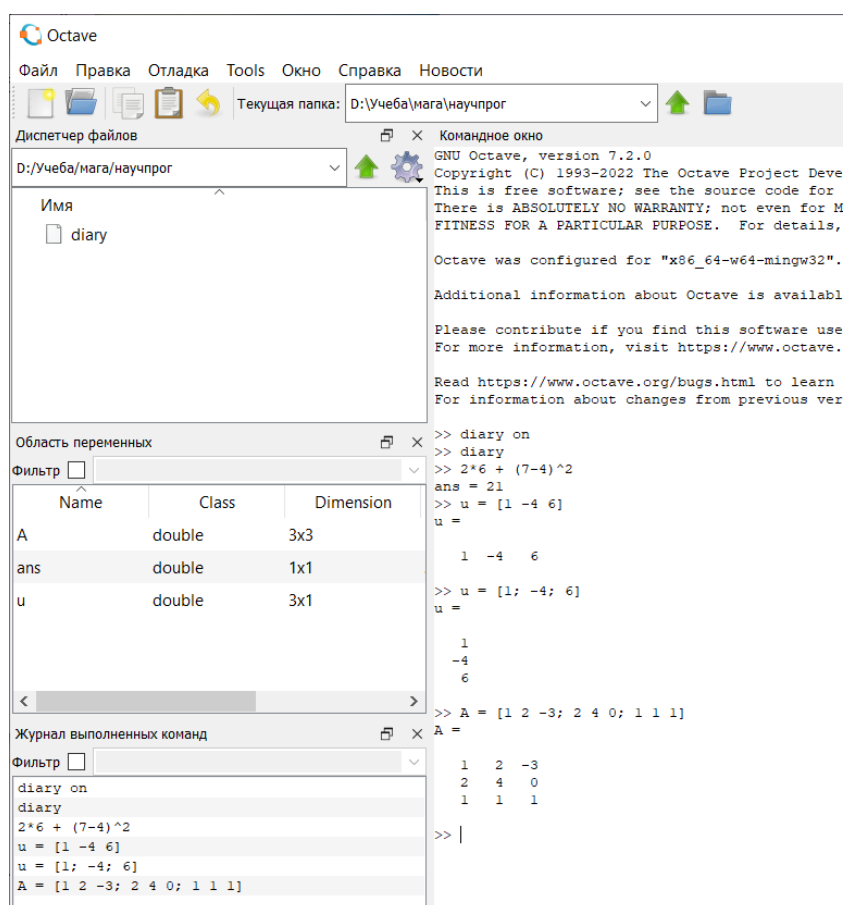 Octave
Файл Правка Отладка Tools Окно Справка Новости
Текущая папка: D:\Учеба\мага\научпрог
Диспетчер файлов
D:/Учеба/мага/научпрог
Имя
diary
Область переменных
Фильтр
Name Class Dimension
A double 3x3
ans double 1x1
u double 3x1
Журнал выполненных команд
Фильтр
diary on
diary
2*6 + (7-4)^2
u = [1 -4 6]
u = [1; -4; 6]
A = [1 2 -3; 2 4 0; 1 1 1]
Командное окно
GNU Octave, version 7.2.0
Copyright (C) 1993-2022 The Octave Project Deve
This is free software; see the source code for
There is ABSOLUTELY NO WARRANTY; not even for M
FITNESS FOR A PARTICULAR PURPOSE.  For details,
Octave was configured for "x86_64-w64-mingw32".
Additional information about Octave is availabl
Please contribute if you find this software use
For more information, visit https://www.octave.
Read https://www.octave.org/bugs.html to learn
For information about changes from previous ver
>> diary on
>> diary
>> 2*6 + (7-4)^2
ans = 21
>> u = [1 -4 6]
u =
1 -4 6
>> u = [1; -4; 6]
u =
1
-4
6
>> A = [1 2 -3; 2 4 0; 1 1 1]
A =
1 2 -3
2 4 0
1 1 1
>>